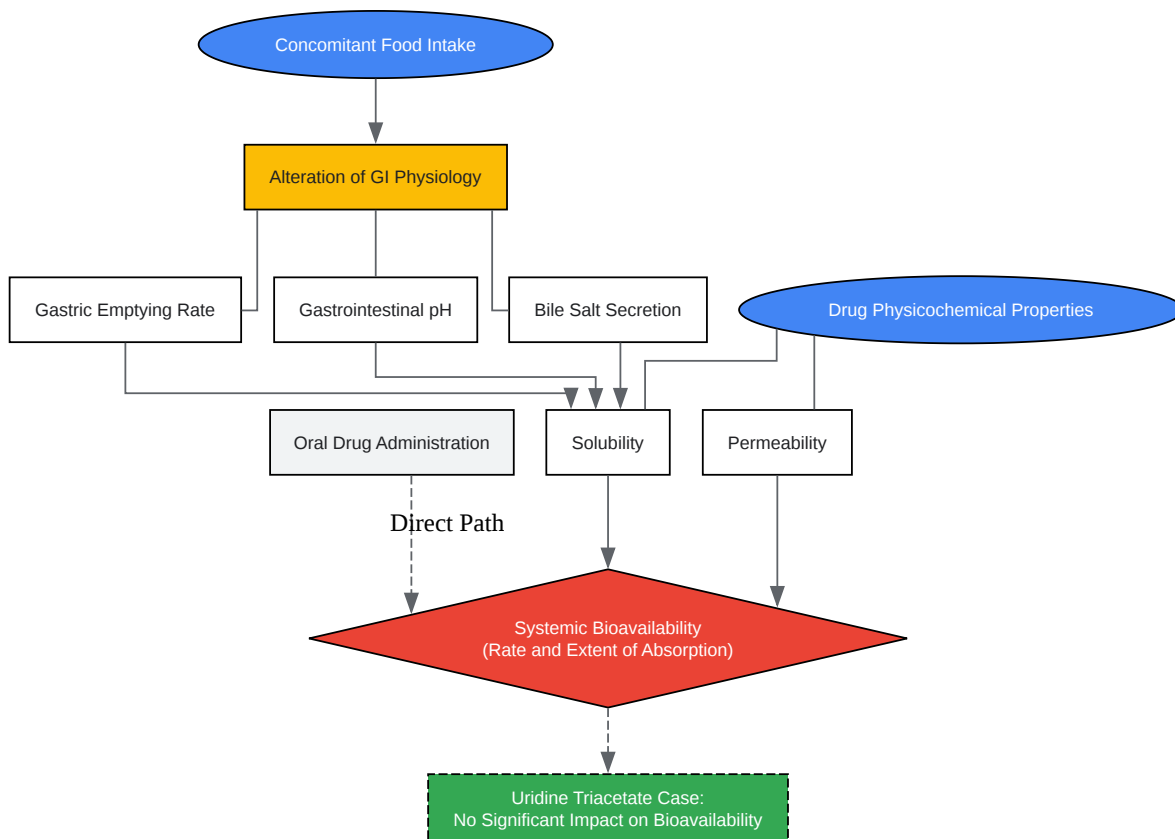 Concomitant Food Intake
Alteration of GI Physiology
Gastric Emptying Rate
Gastrointestinal pH
Bile Salt Secretion
Drug Physicochemical Properties
Oral Drug Administration
Solubility
Permeability
Direct Path
Systemic Bioavailability
(Rate and Extent of Absorption)
Uridine Triacetate Case:
No Significant Impact on Bioavailability